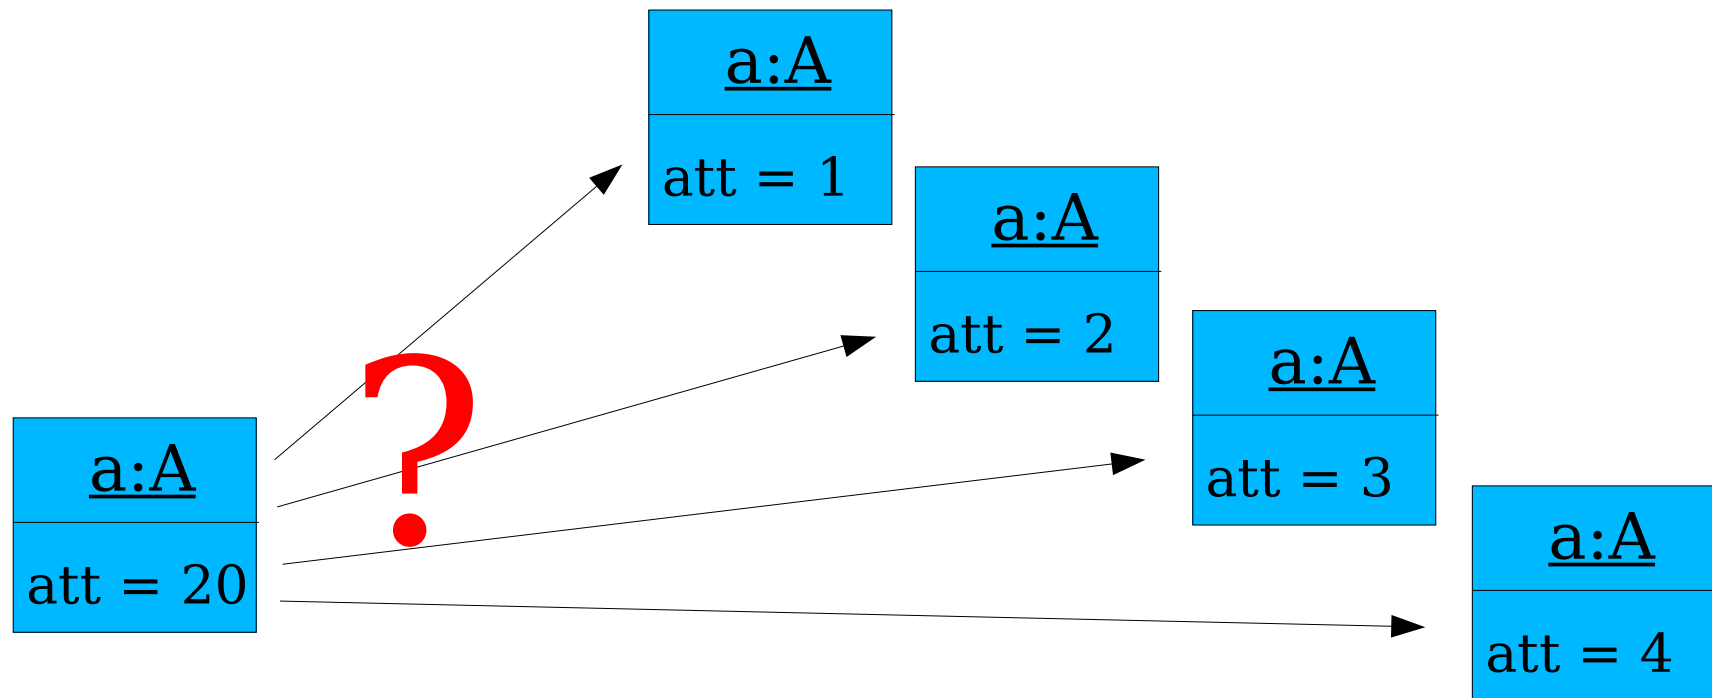 a:A
att = 1
a:A
att = 2
a:A
att = 3
?
a:A
att = 20
a:A
att = 4